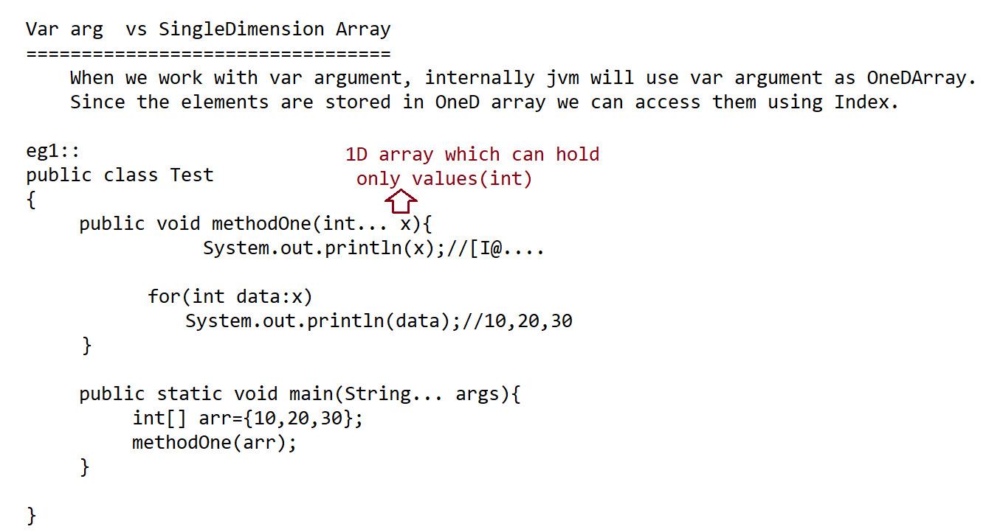 Var arg  vs SingleDimension Array
=================================
    When we work with var argument, internally jvm will use var argument as OneDArray.
    Since the elements are stored in OneD array we can access them using Index.
eg1::
1D array which can hold
only values(int)
public class Test
{
public void methodOne(int... x){
System.out.println(x);//[I@....
for(int data:x)
System.out.println(data);//10,20,30
}
public static void main(String... args){
int[] arr={10,20,30};
methodOne(arr);
}
}